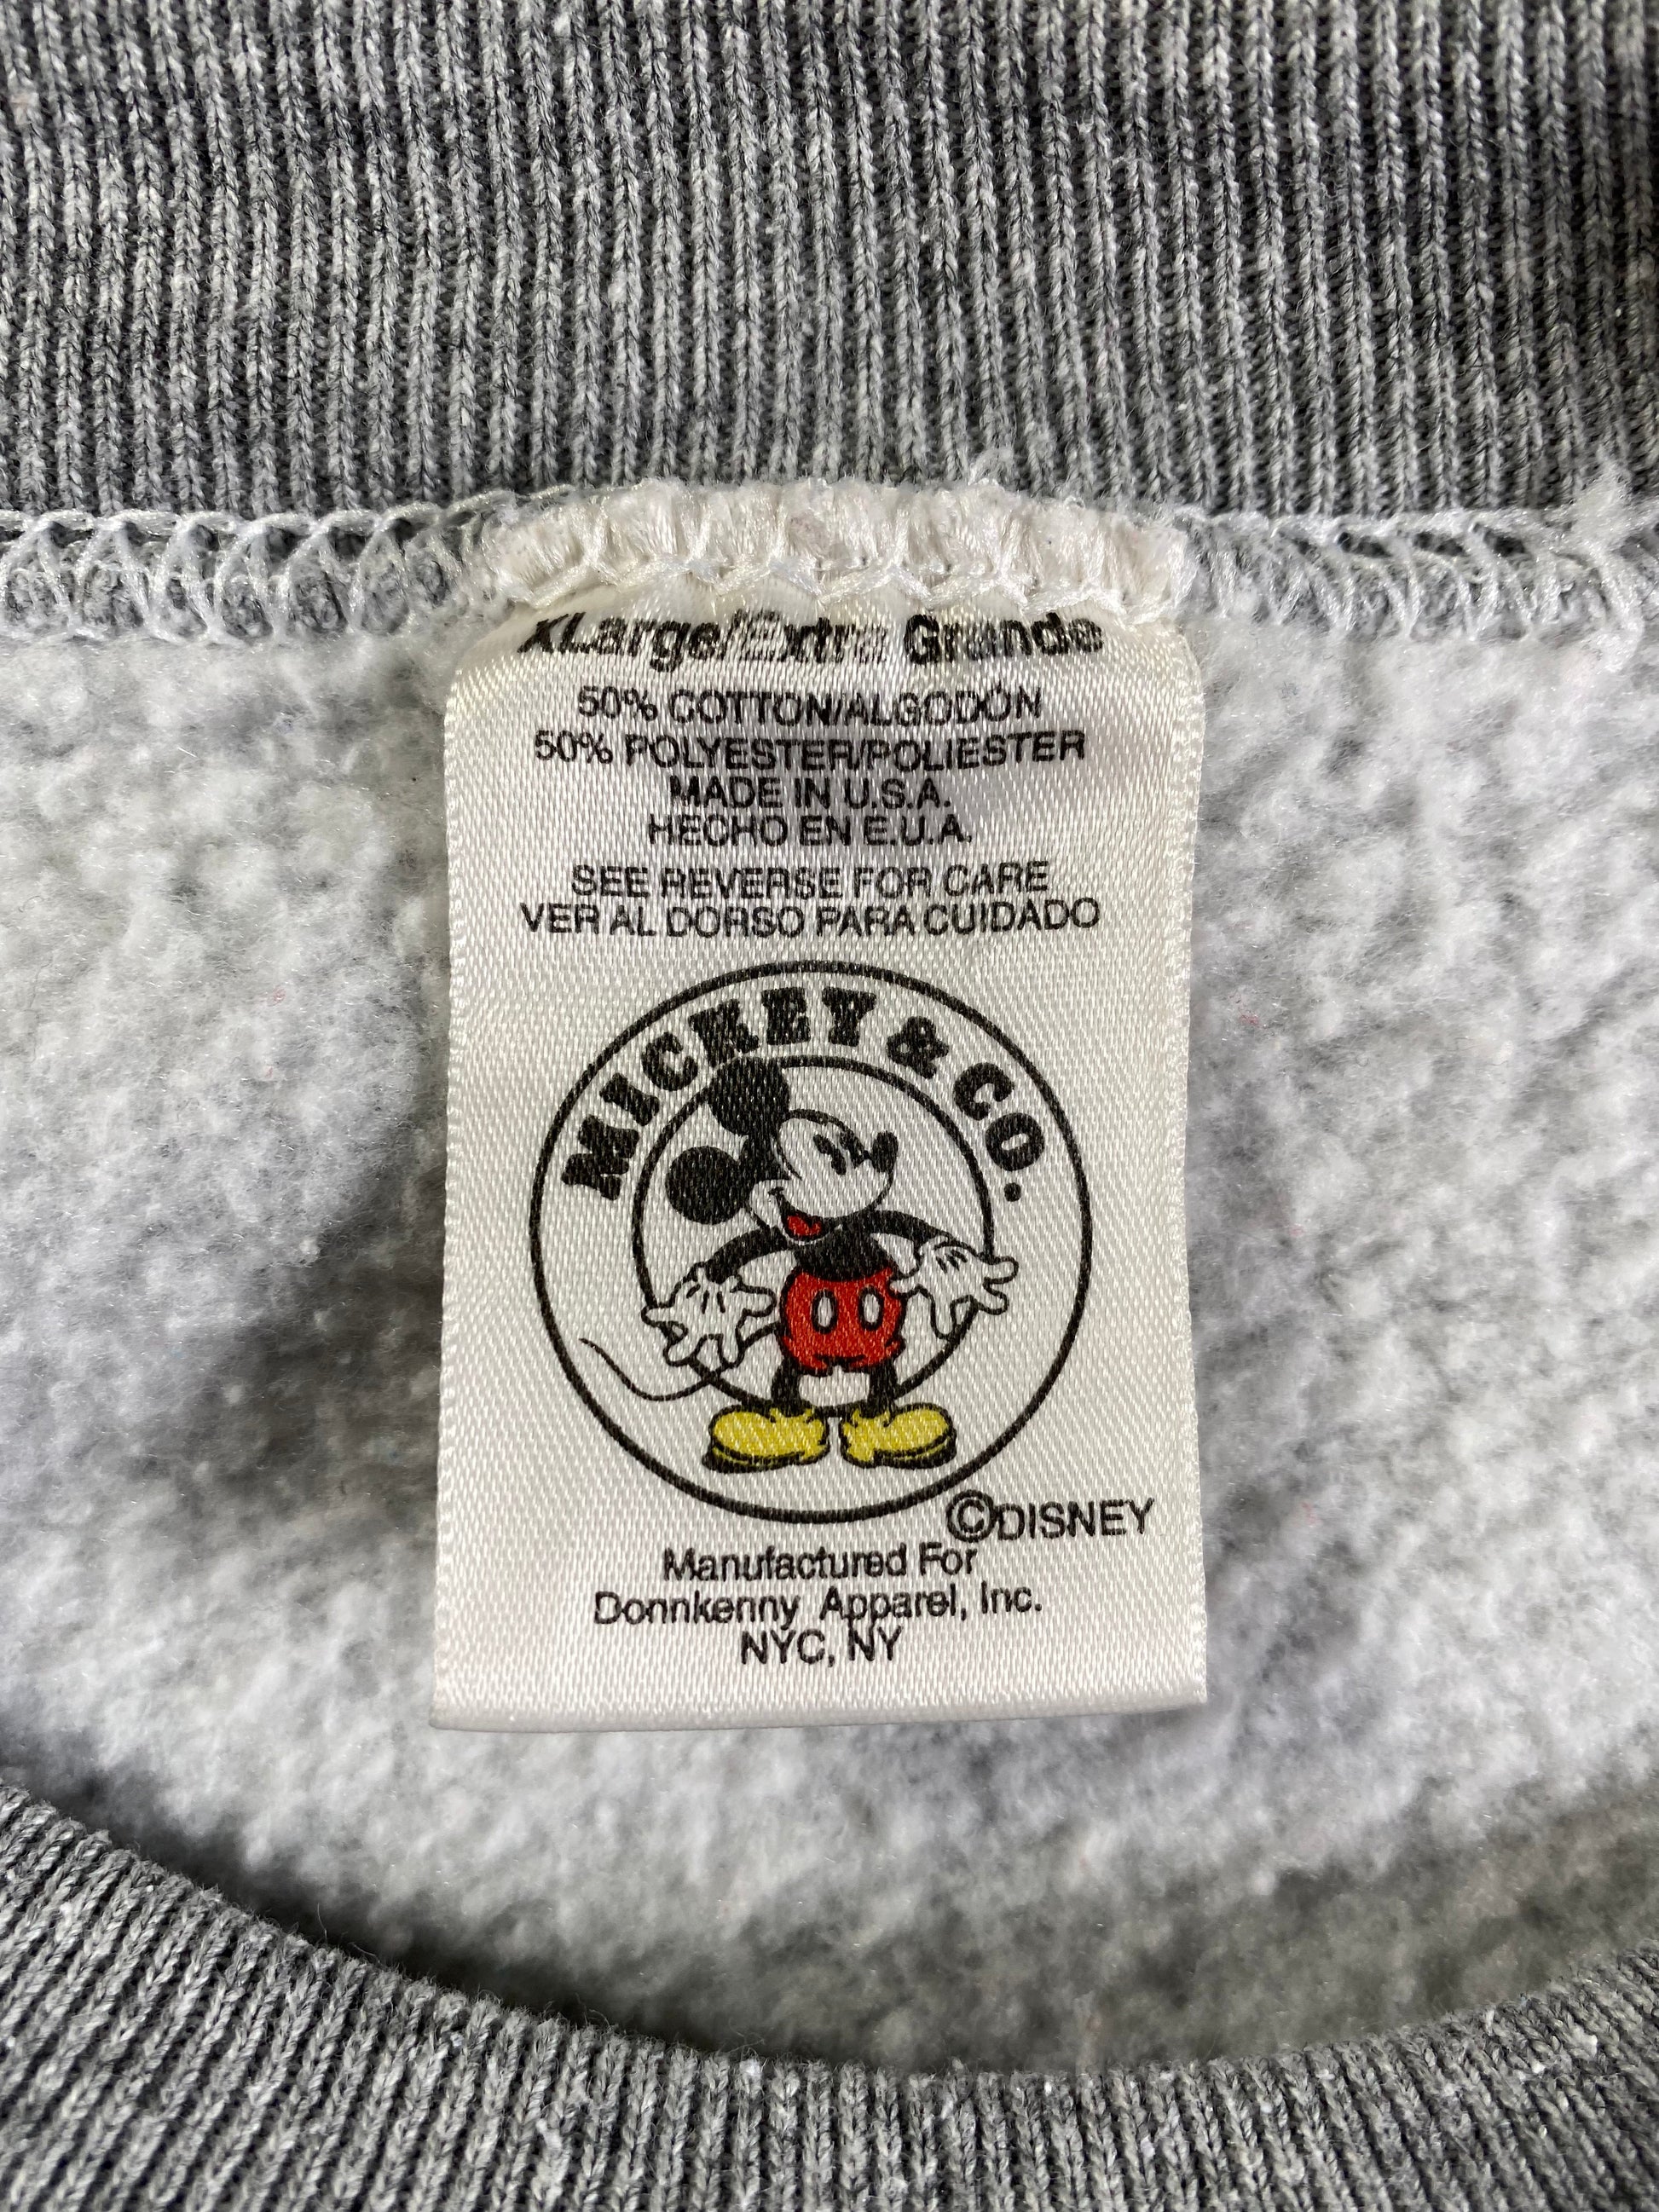 XLarge/Extra Grande
50% COTTON/ALGODÓN
50% POLYESTER/POLIESTER
MADE IN U.S.A.
HECHO EN E.U.A.
SEE REVERSE FOR CARE
VER AL DORSO PARA CUIDADO
MICKEY & CO.
©DISNEY
Manufactured For
Donnkenny Apparel, Inc.
NYC, NY